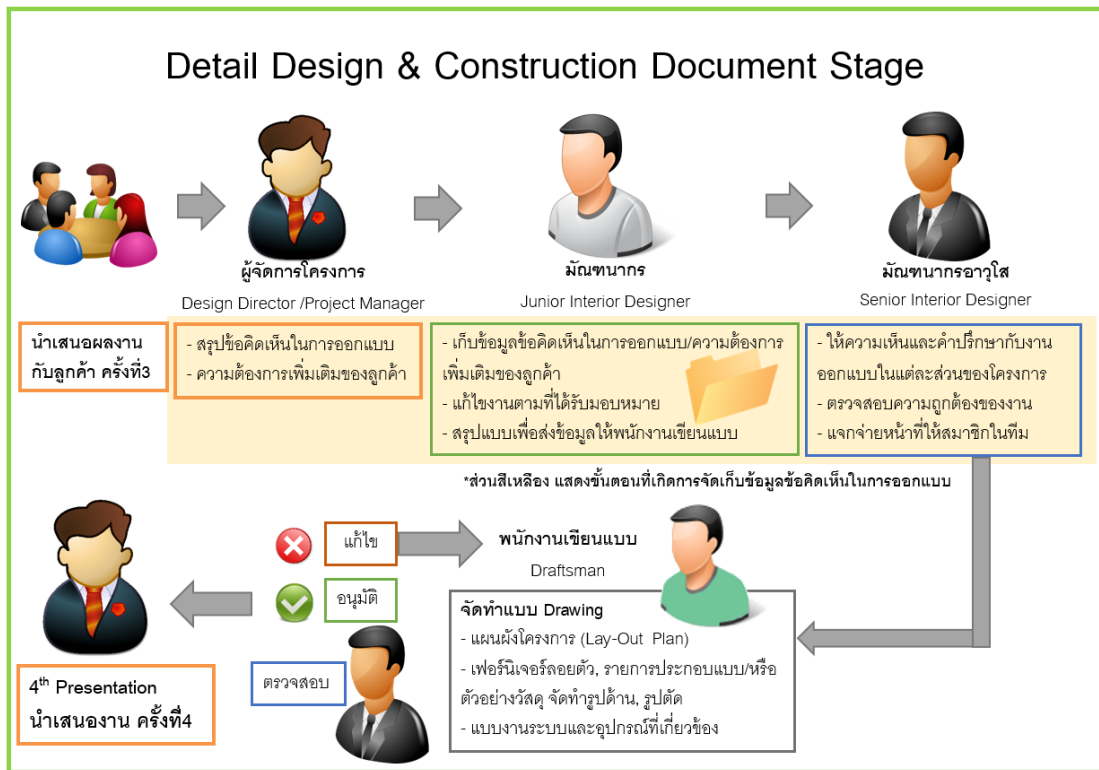 Detail Design & Construction Document Stage
ผู้จัดการโครงการ
Design Director /Project Manager
มัณฑนากร
Junior Interior Designer
มัณฑนากรอาวุโส
Senior Interior Designer
นำเสนอผลงาน
กับลูกค้า ครั้งที่3
- สรุปข้อคิดเห็นในการออกแบบ
- ความต้องการเพิ่มเติมของลูกค้า
- เก็บข้อมูลข้อคิดเห็นในการออกแบบ/ความต้องการ
เพิ่มเติมของลูกค้า
- แก้ไขงานตามที่ได้รับมอบหมาย
- สรุปแบบเพื่อส่งข้อมูลให้พนักงานเขียนแบบ
- ให้ความเห็นและคำปรึกษากับงาน
ออกแบบในแต่ละส่วนของโครงการ
- ตรวจสอบความถูกต้องของงาน
- แจกจ่ายหน้าที่ให้สมาชิกในทีม
*ส่วนสีเหลือง แสดงขั้นตอนที่เกิดการจัดเก็บข้อมูลข้อคิดเห็นในการออกแบบ
แก้ไข
อนุมัติ
พนักงานเขียนแบบ
Draftsman
จัดทำแบบ Drawing
- แผนผังโครงการ (Lay-Out Plan)
- เฟอร์นิเจอร์ลอยตัว, รายการประกอบแบบ/หรือ
ตัวอย่างวัสดุ จัดทำรูปด้าน, รูปตัด
- แบบงานระบบและอุปกรณ์ที่เกี่ยวข้อง
ตรวจสอบ
4th Presentation
นำเสนองาน ครั้งที่4